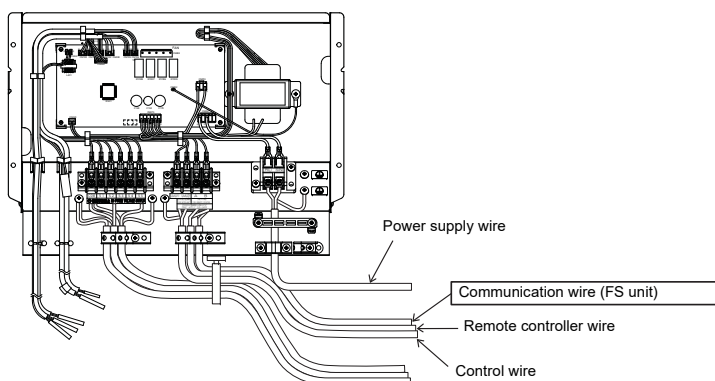 Power supply wire
Communication wire (FS unit)
Remote controller wire
Control wire